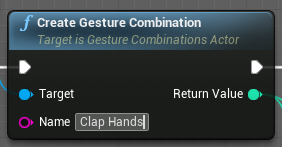 Create Gesture Combination
Target is Gesture Combinations Actor
Target Return Value
Name Clap Hands